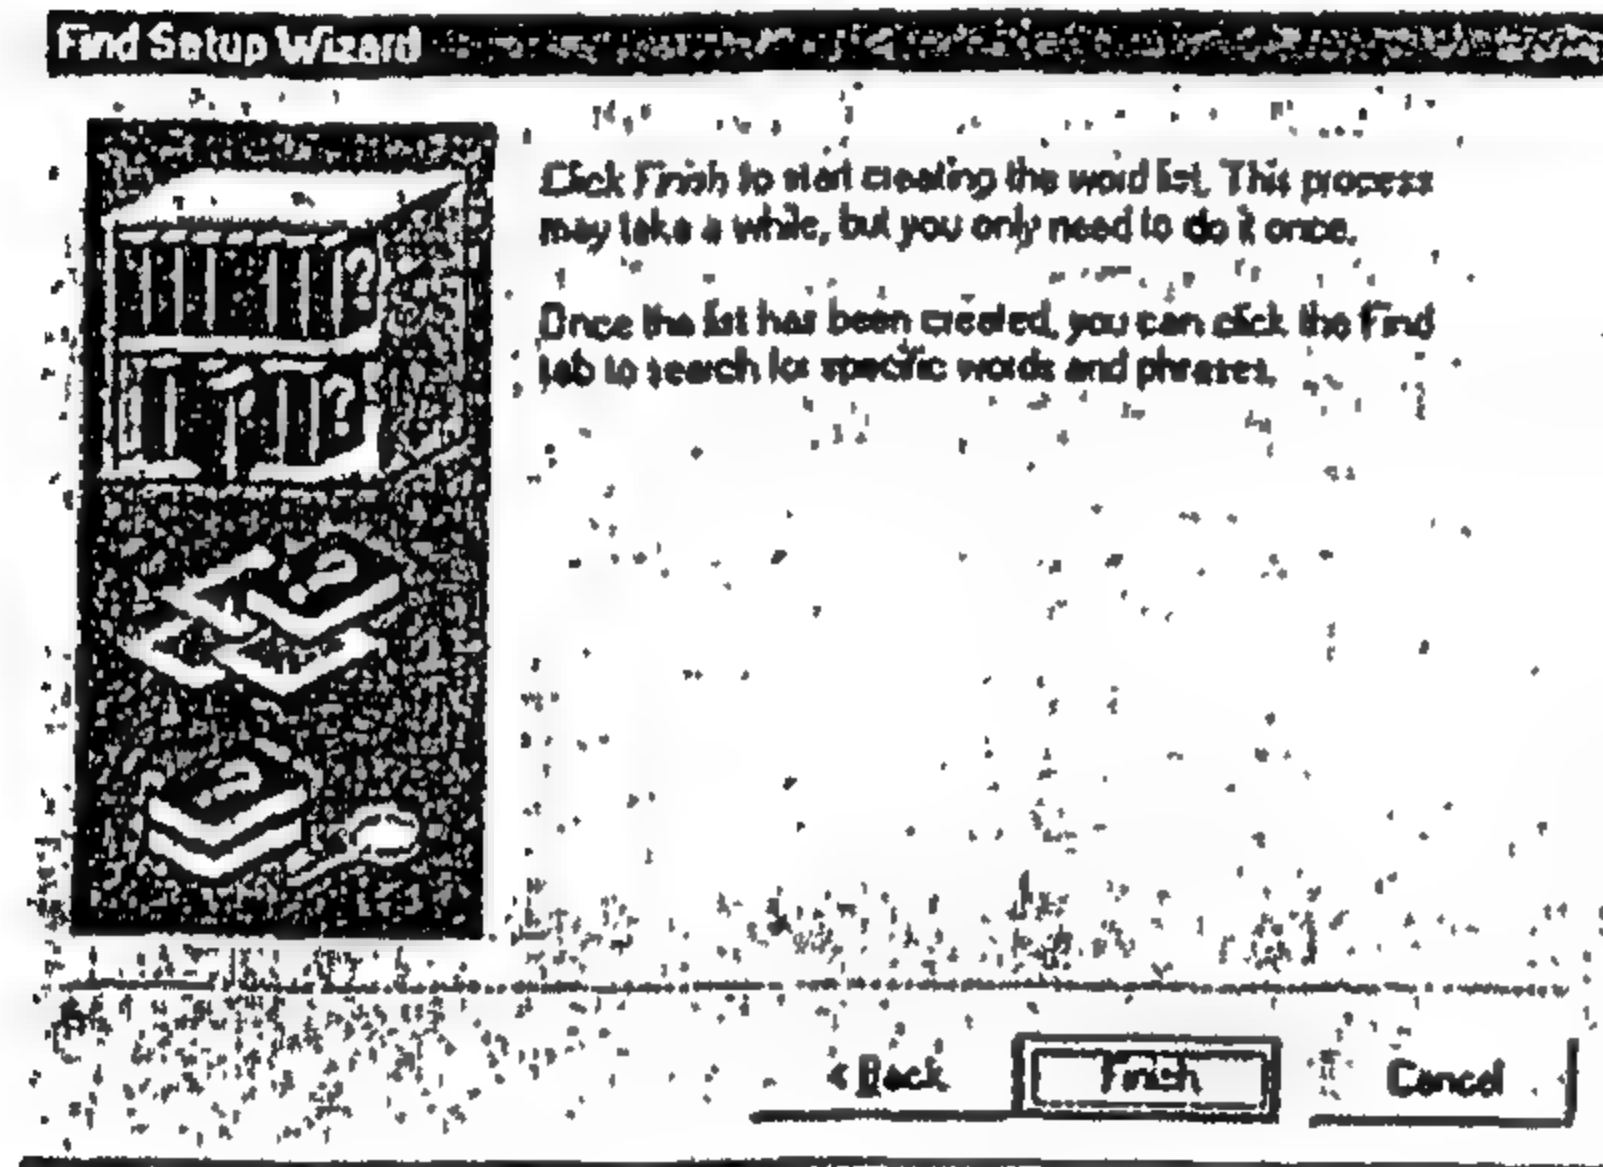 Find Setup Wizard
Click Finish to start creating the word list. This process
may take a while, but you only need to do it once.
Once the list has been created, you can click the Find
tab to search for specific words and phrases.
< Back
Finish
Cancel